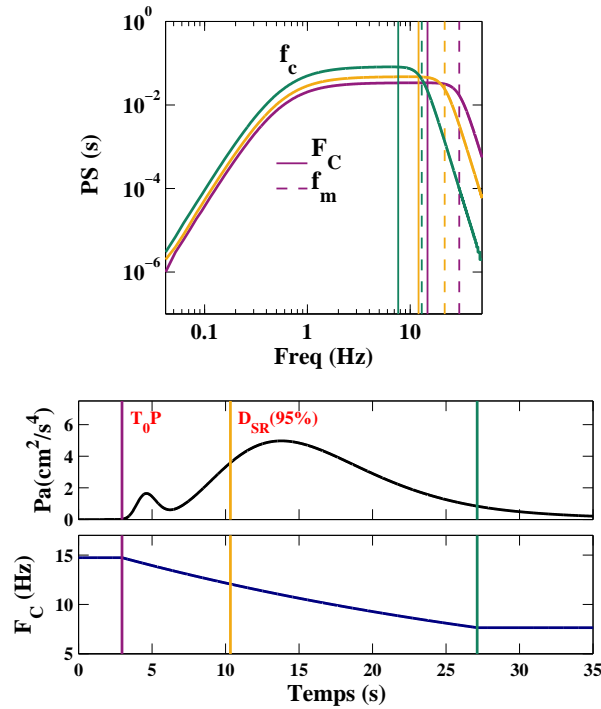 10^0
10^-2
10^-4
10^-6
PS (s)
f_c
F_C
f_m
0.1 1 10
Freq (Hz)
6
4
2
0
Pa(cm^2/s^4)
T_0P
D_SR(95%)
15
10
5
F_C (Hz)
0 5 10 15 20 25 30 35
Temps (s)